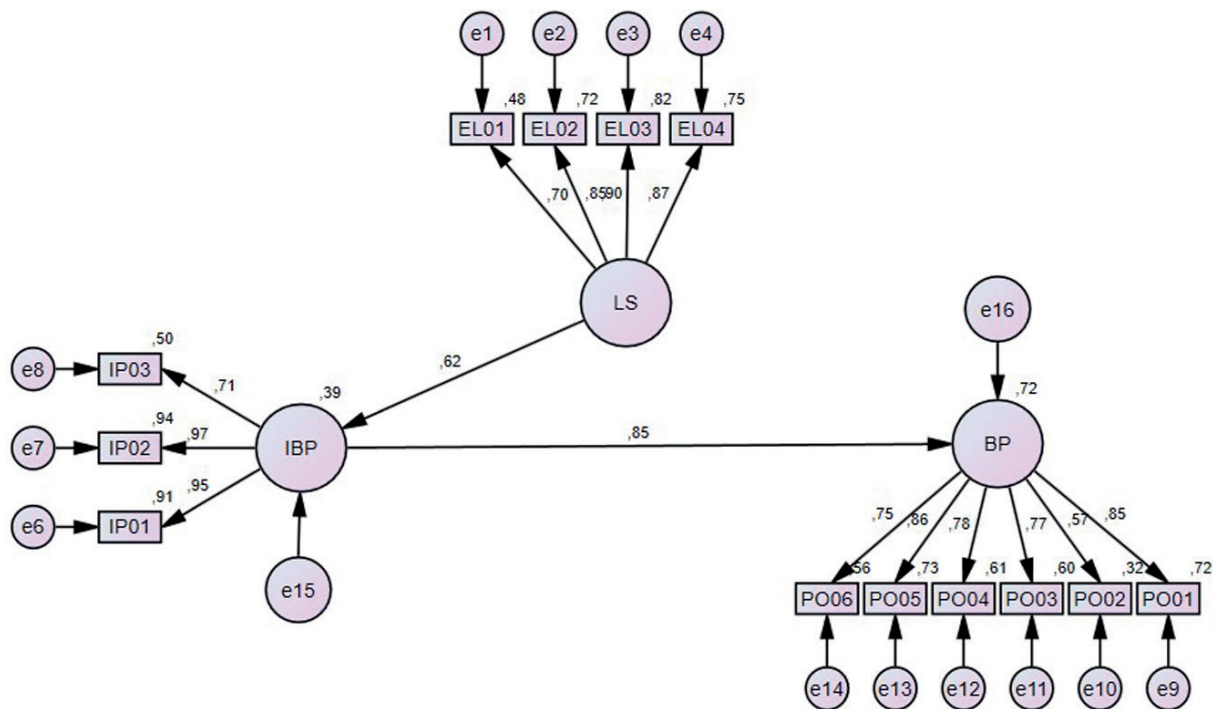 e1 e2 e3 e4
,48 ,72 ,82 ,75
EL01 EL02 EL03 EL04
,70 ,85 ,90 ,87
LS
e16
,50
e8 IP03
,62
,71
,39
,72
,94
e7 IP02 ,97 IBP
,85
BP
,91 ,95
e6 IP01
,75 ,86 ,78 ,77 ,57 ,85
e15
,56 ,73 ,61 ,60 ,32 ,72
PO06 PO05 PO04 PO03 PO02 PO01
e14 e13 e12 e11 e10 e9